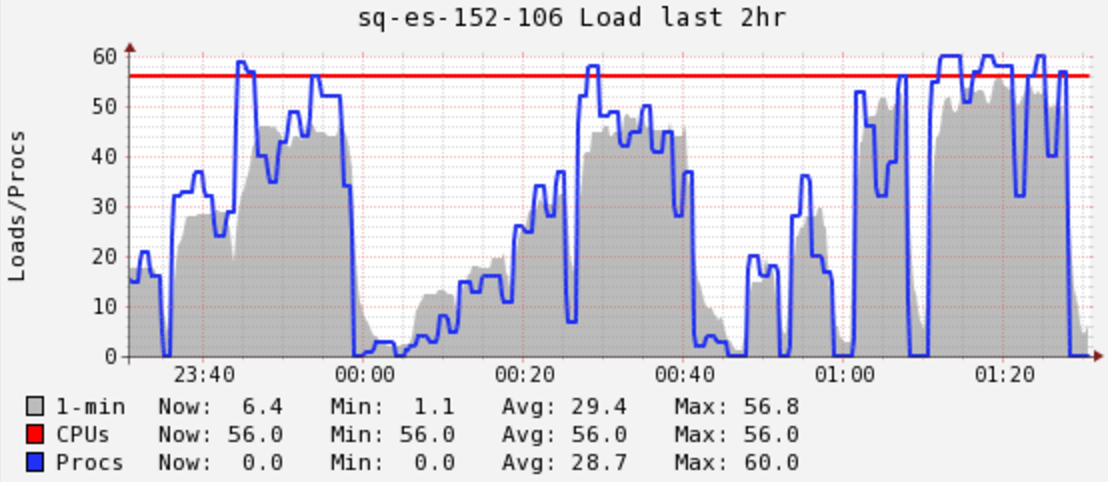 sq-es-152-106 Load last 2hr
Loads/Procs
60
50
40
30
20
10
0
23:40 00:00 00:20 00:40 01:00 01:20
1-min Now: 6.4 Min: 1.1 Avg: 29.4 Max: 56.8
CPUs Now: 56.0 Min: 56.0 Avg: 56.0 Max: 56.0
Procs Now: 0.0 Min: 0.0 Avg: 28.7 Max: 60.0